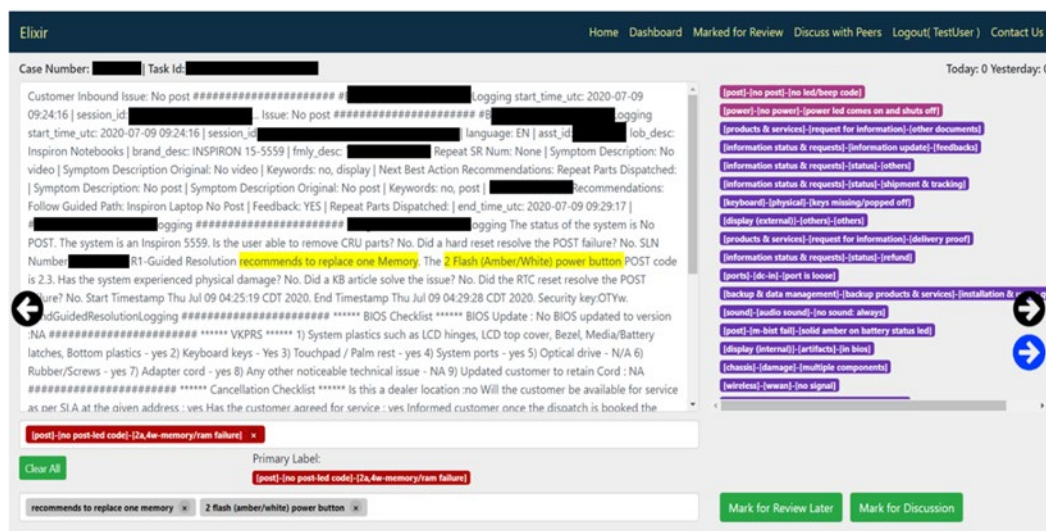 Elixir
Home Dashboard Marked for Review Discuss with Peers Logout( TestUser ) Contact Us
Case Number: | Task Id:
Today: 0 Yesterday: 0
Customer Inbound Issue: No post ###################### # Logging start_time_utc: 2020-07-09
09:24:16 | session_id: ... Issue: No post ###################### #B ogging
start_time_utc: 2020-07-09 09:24:16 | session_id | language: EN | asst_id: lob_desc:
Inspiron Notebooks | brand_desc: INSPIRON 15-5559 | fmly_desc: Repeat SR Num: None | Symptom Description: No
video | Symptom Description Original: No video | Keywords: no, display | Next Best Action Recommendations: Repeat Parts Dispatched:
| Symptom Description: No post | Symptom Description Original: No post | Keywords: no, post | Recommendations:
Follow Guided Path: Inspiron Laptop No Post | Feedback: YES | Repeat Parts Dispatched: | end_time_utc: 2020-07-09 09:29:17 |
# ogging ###################### ogging The status of the system is No
POST. The system is an Inspiron 5559. Is the user able to remove CRU parts? No. Did a hard reset resolve the POST failure? No. SLN
Number R1-Guided Resolution recommends to replace one Memory. The 2 Flash (Amber/White) power button POST code
is 2.3. Has the system experienced physical damage? No. Did a KB article solve the issue? No. Did the RTC reset resolve the POST
ilure? No. Start Timestamp Thu Jul 09 04:25:19 CDT 2020. End Timestamp Thu Jul 09 04:29:28 CDT 2020. Security key:OTYw.
ndGuidedResolutionLogging ###################### ****** BIOS Checklist ****** BIOS Update : No BIOS updated to version
:NA ###################### ****** VKPRS ****** 1) System plastics such as LCD hinges, LCD top cover, Bezel, Media/Battery
latches, Bottom plastics - yes 2) Keyboard keys - Yes 3) Touchpad / Palm rest - yes 4) System ports - yes 5) Optical drive - N/A 6)
Rubber/Screws - yes 7) Adapter cord - yes 8) Any other noticeable technical issue - NA 9) Updated customer to retain Cord : NA
###################### ****** Cancellation Checklist ****** Is this a dealer location :no Will the customer be available for service
as per SLA at the given address : yes Has the customer agreed for service : yes Informed customer once the dispatch is booked the
[post]-[no post]-[no led/beep code]
[power]-[no power]-[power led comes on and shuts off]
[products & services]-[request for information]-[other documents]
[information status & requests]-[information update]-[feedbacks]
[information status & requests]-[status]-[others]
[information status & requests]-[status]-[shipment & tracking]
[keyboard]-[physical]-[keys missing/popped off]
[display (external)]-[others]-[others]
[products & services]-[request for information]-[delivery proof]
[information status & requests]-[status]-[refund]
[ports]-[dc-in]-[port is loose]
[backup & data management]-[backup products & services]-[installation &
[sound]-[audio sound]-[no sound: always]
[post]-[m-bist fail]-[solid amber on battery status led]
[display (internal)]-[artifacts]-[in bios]
[chassis]-[damage]-[multiple components]
[wireless]-[wwan]-[no signal]
[post]-[no post-led code]-[2a,4w-memory/ram failure] ×
Clear All
Primary Label:
[post]-[no post-led code]-[2a,4w-memory/ram failure]
recommends to replace one memory × 2 flash (amber/white) power button ×
Mark for Review Later Mark for Discussion